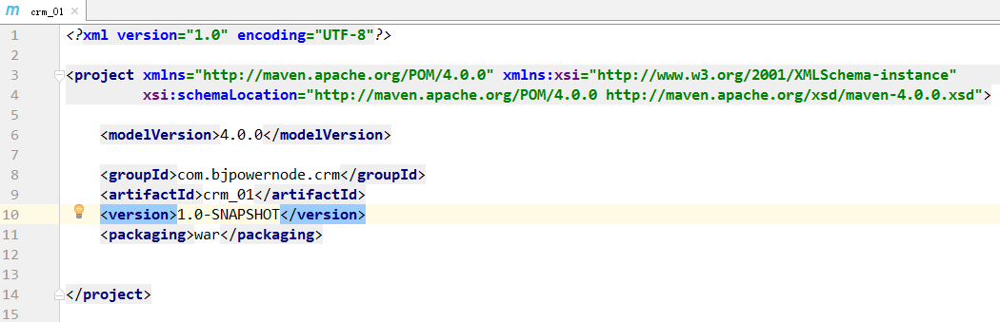 m crm_01 ×
1 <?xml version="1.0" encoding="UTF-8"?>
2
3 <project xmlns="http://maven.apache.org/POM/4.0.0" xmlns:xsi="http://www.w3.org/2001/XMLSchema-instance"
4 xsi:schemaLocation="http://maven.apache.org/POM/4.0.0 http://maven.apache.org/xsd/maven-4.0.0.xsd">
5
6 <modelVersion>4.0.0</modelVersion>
7
8 <groupId>com.bjpowernode.crm</groupId>
9 <artifactId>crm_01</artifactId>
10 <version>1.0-SNAPSHOT</version>
11 <packaging>war</packaging>
12
13
14 </project>
15